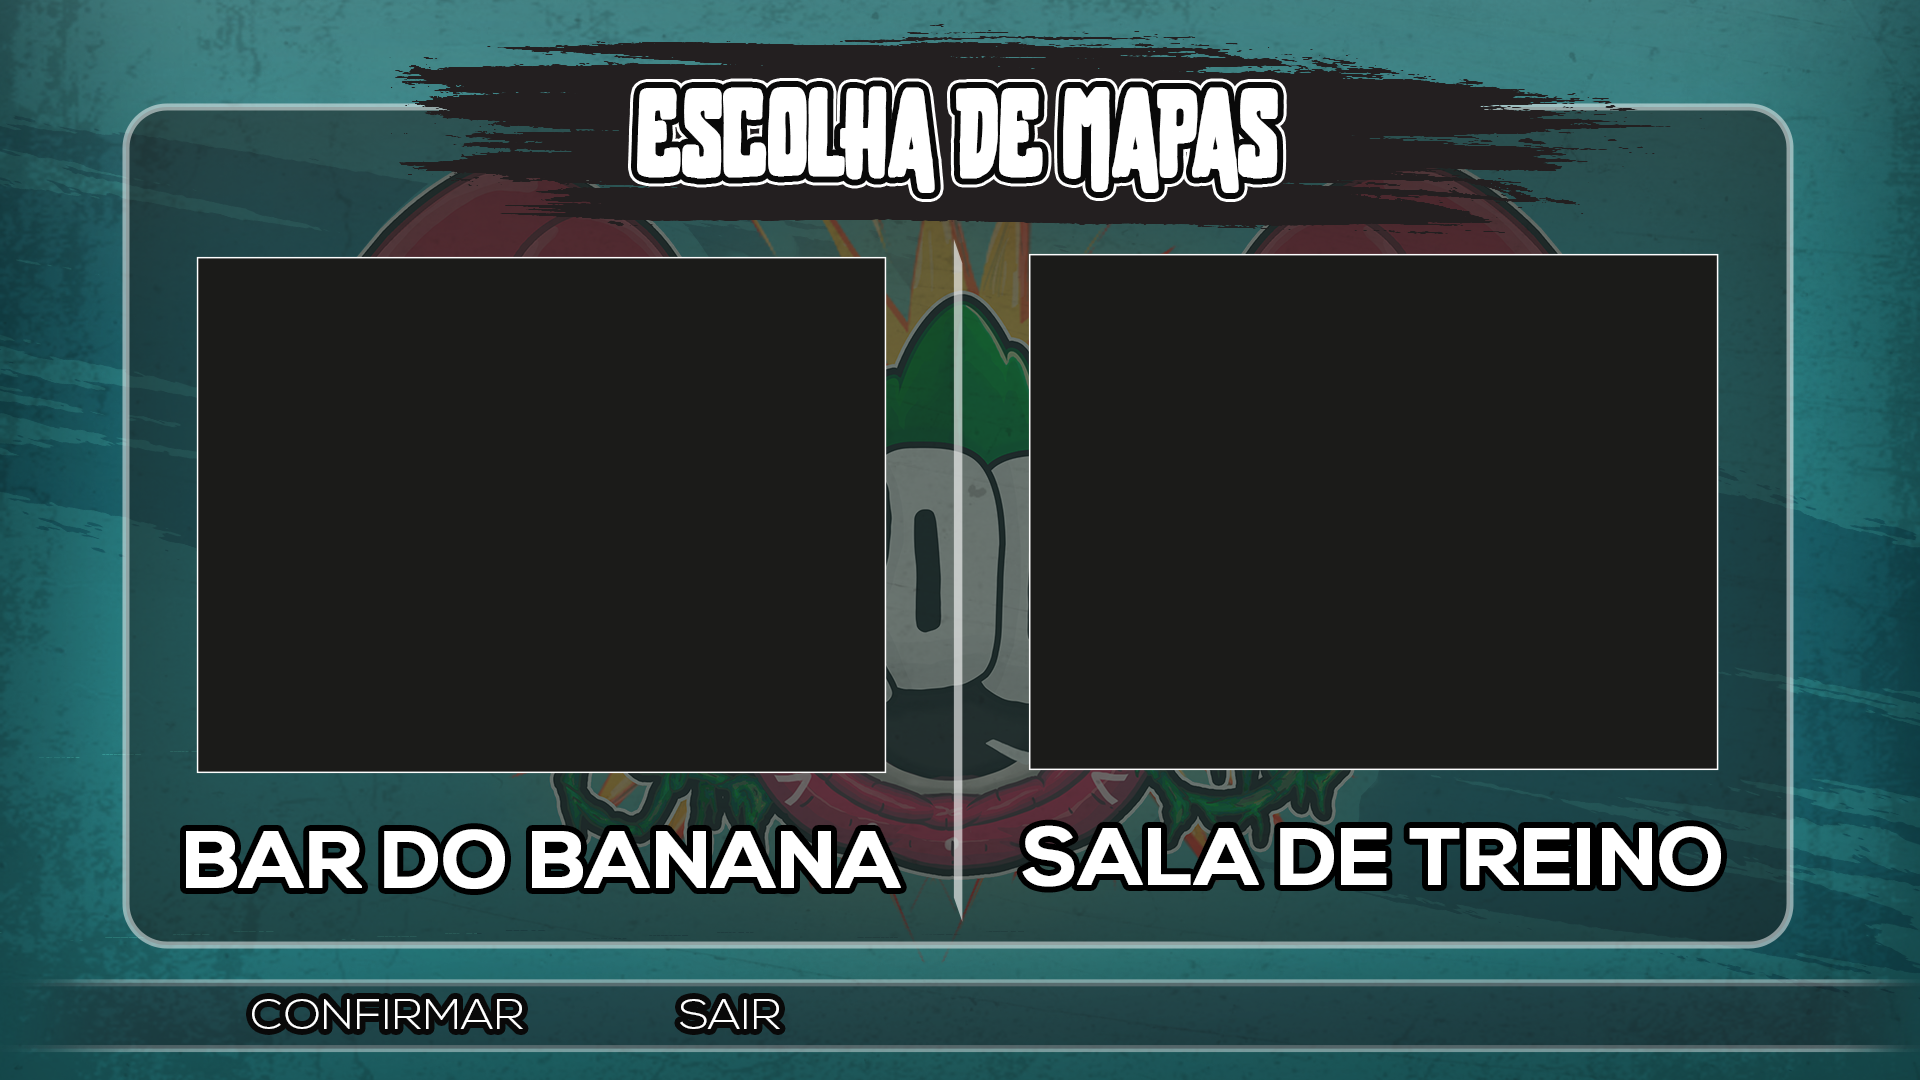 ESCOLHA DE MAPAS
BAR DO BANANA
SALA DE TREINO
CONFIRMAR
SAIR